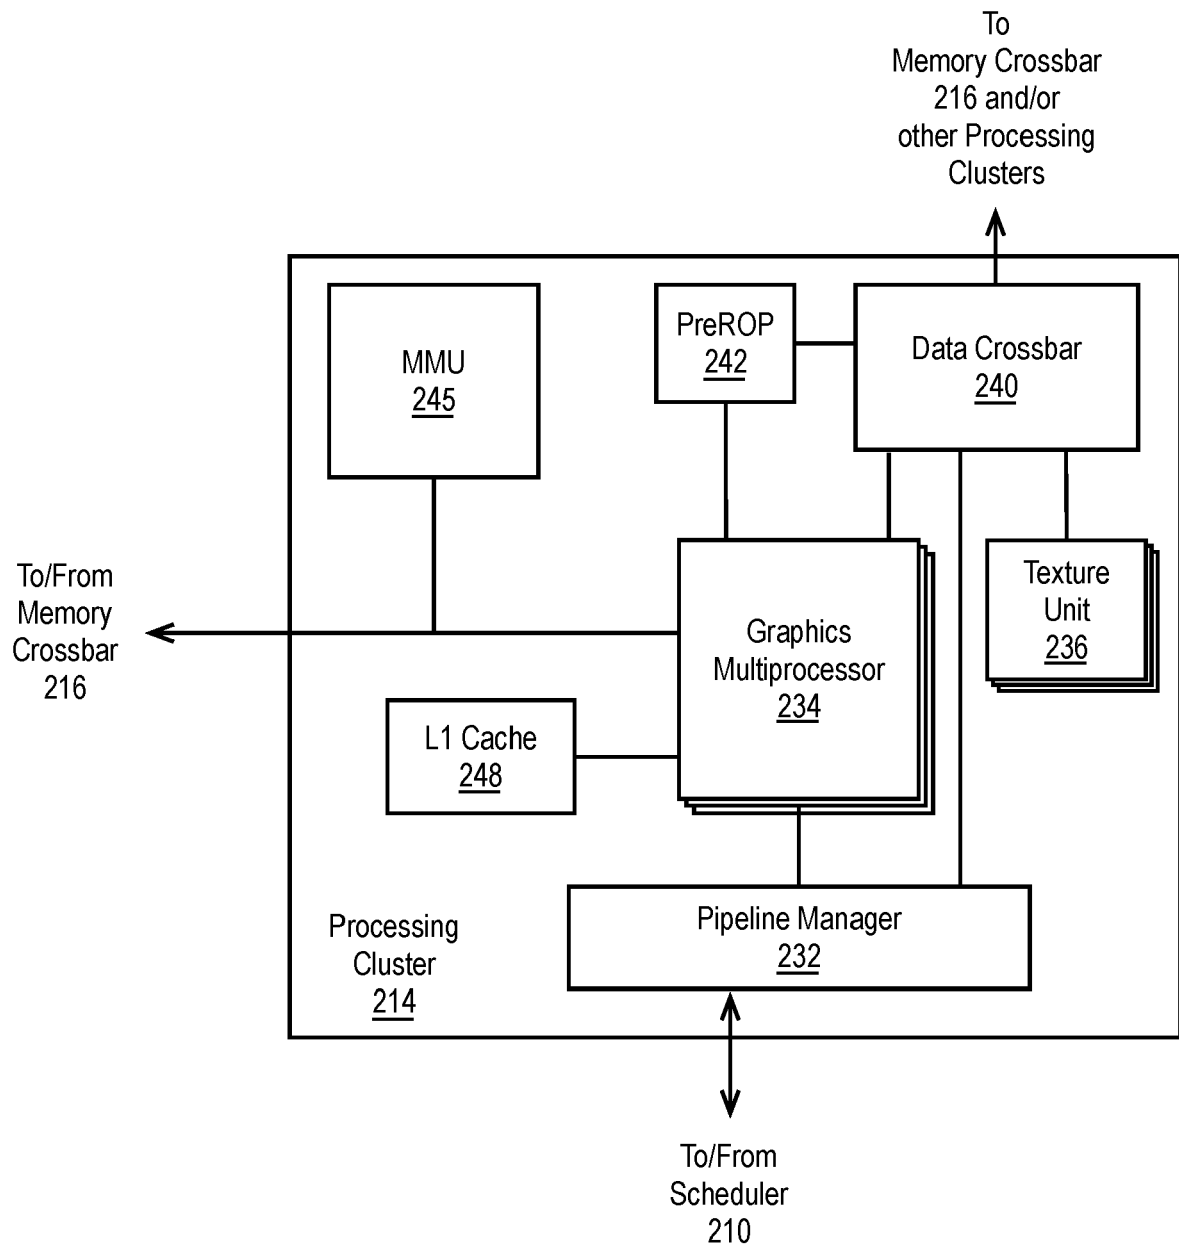 To
Memory Crossbar
216 and/or
other Processing
Clusters
MMU
245
PreROP
242
Data Crossbar
240
To/From
Memory
Crossbar
216
Graphics
Multiprocessor
234
Texture
Unit
236
L1 Cache
248
Processing
Cluster
214
Pipeline Manager
232
To/From
Scheduler
210